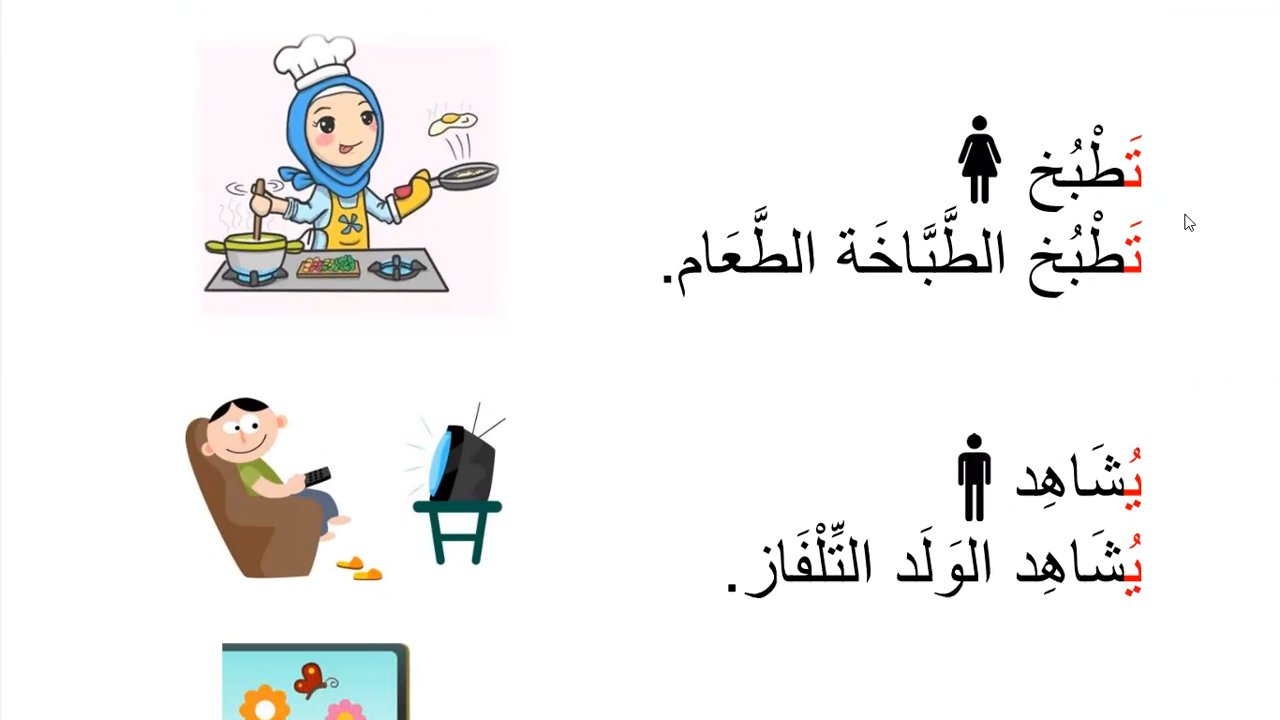 تَطْبُخ
تَطْبُخ الطَّبَّاخَة الطَّعَام.
يُشَاهِد
يُشَاهِد الوَلَد التِّلْفَاز.